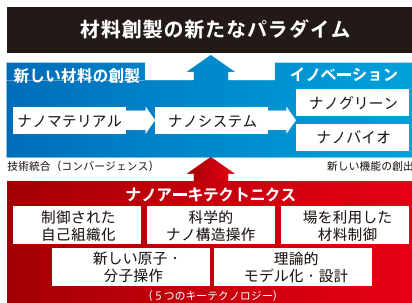 材料創製の新たなパラダイム
新しい材料の創製
イノベーション
ナノマテリアル
ナノシステム
ナノグリーン
ナノバイオ
技術統合（コンバージェンス）
新しい機能の創出
ナノアーキテクトニクス
制御された
自己組織化
科学的
ナノ構造操作
場を利用した
材料制御
新しい原子・
分子操作
理論的
モデル化・設計
（５つのキーテクノロジー）